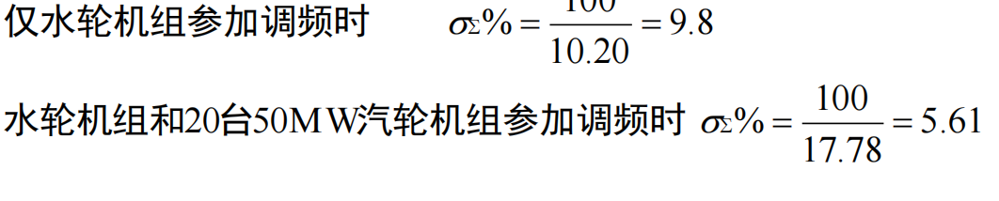 仅水轮机组参加调频时 σΣ% = 100/10.20 = 9.8
水轮机组和20台50MW汽轮机组参加调频时 σΣ% = 100/17.78 = 5.61